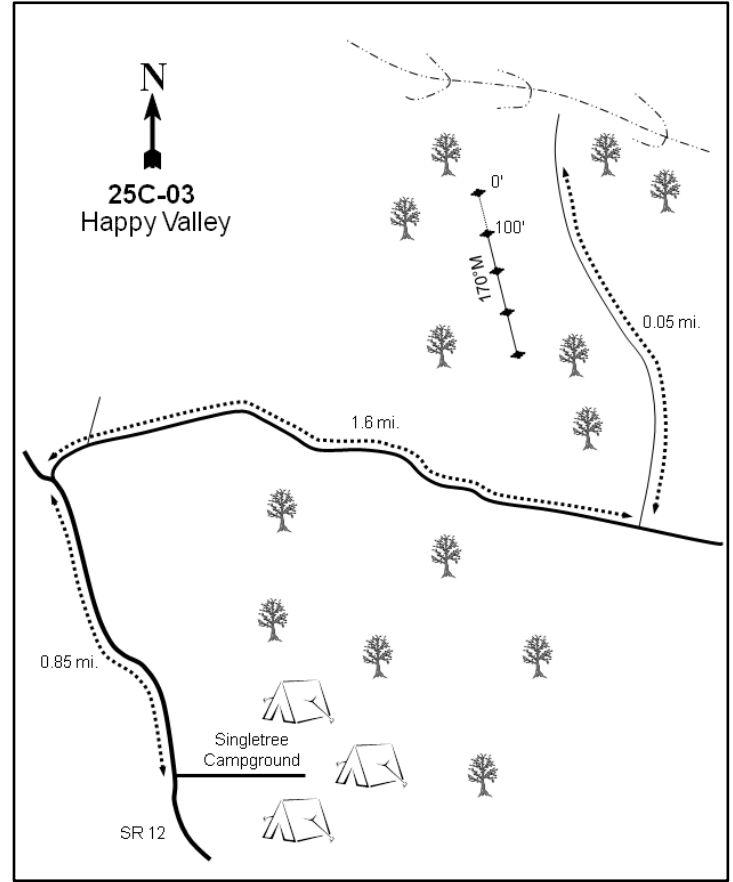 N
25C-03
Happy Valley
0'
100'
170°M
0.05 mi.
1.6 mi.
0.85 mi.
Singletree
Campground
SR 12